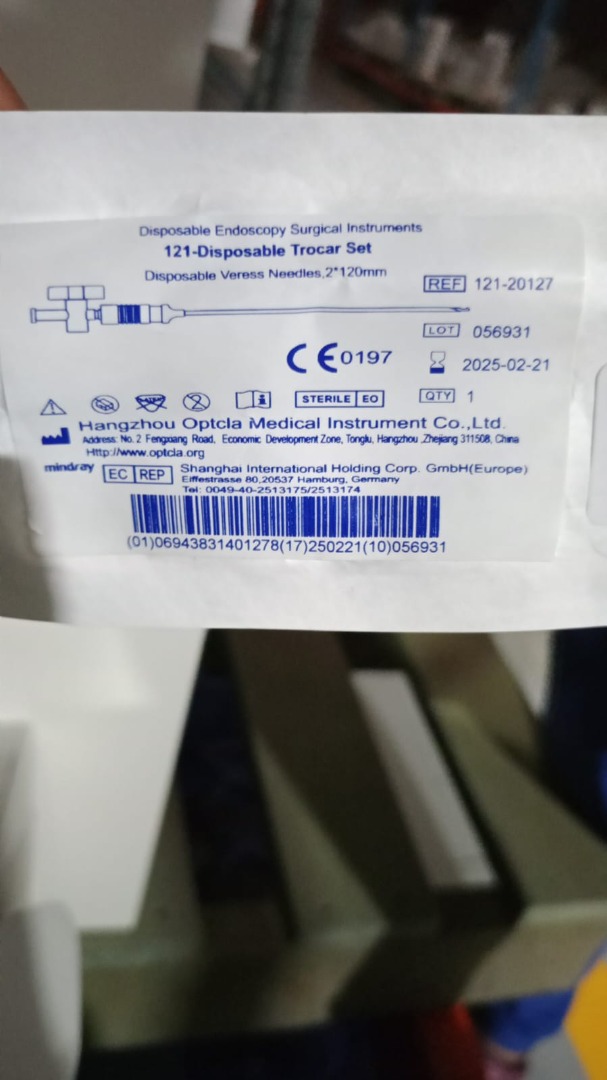 Disposable Endoscopy Surgical Instruments
121-Disposable Trocar Set
Disposable Veress Needles,2*120mm
REF 121-20127
LOT 056931
CE0197
2025-02-21
STERILE EO
QTY 1
Hangzhou Optcla Medical Instrument Co.,Ltd.
Address: No. 2 Fengxiang Road, Economic Development Zone, Tonglu, Hangzhou ,Zhejiang 311508, China
Http://www.optcla.org
mindray
EC REP Shanghai International Holding Corp. GmbH(Europe)
Eiffestrasse 80,20537 Hamburg, Germany
Tel: 0049-40-2513175/2513174
(01)06943831401278(17)250221(10)056931